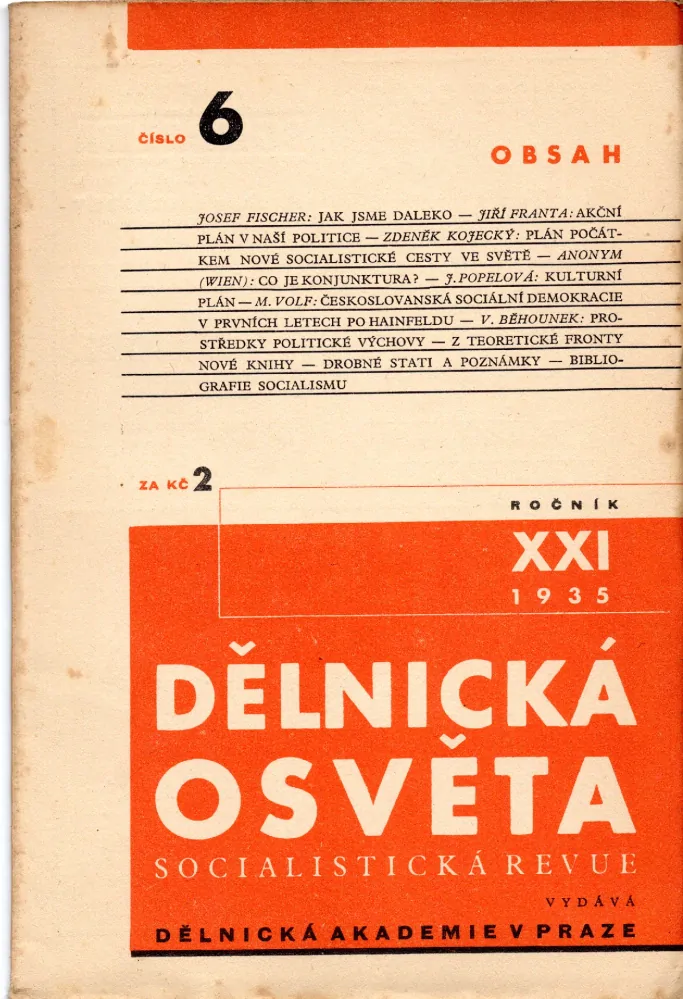 ČÍSLO 6
OBSAH
JOSEF FISCHER: JAK JSME DALEKO — JIŘÍ FRANTA: AKČNÍ
PLÁN V NAŠÍ POLITICE — ZDENĚK KOJECKÝ: PLÁN POČÁT-
KEM NOVÉ SOCIALISTICKÉ CESTY VE SVĚTĚ — ANONYM
(WIEN): CO JE KONJUNKTURA? — J. POPELOVÁ: KULTURNÍ
PLÁN — M. VOLF: ČESKOSLOVANSKÁ SOCIÁLNÍ DEMOKRACIE
V PRVNÍCH LETECH PO HAINFELDU — V. BĚHOUNEK: PRO-
STŘEDKY POLITICKÉ VÝCHOVY — Z TEORETICKÉ FRONTY
NOVÉ KNIHY — DROBNÉ STATI A POZNÁMKY — BIBLIO-
GRAFIE SOCIALISMU
ZA KČ 2
ROČNÍK
XXI
1935
DĚLNICKÁ
OSVĚTA
SOCIALISTICKÁ REVUE
VYDÁVÁ
DĚLNICKÁ AKADEMIE V PRAZE